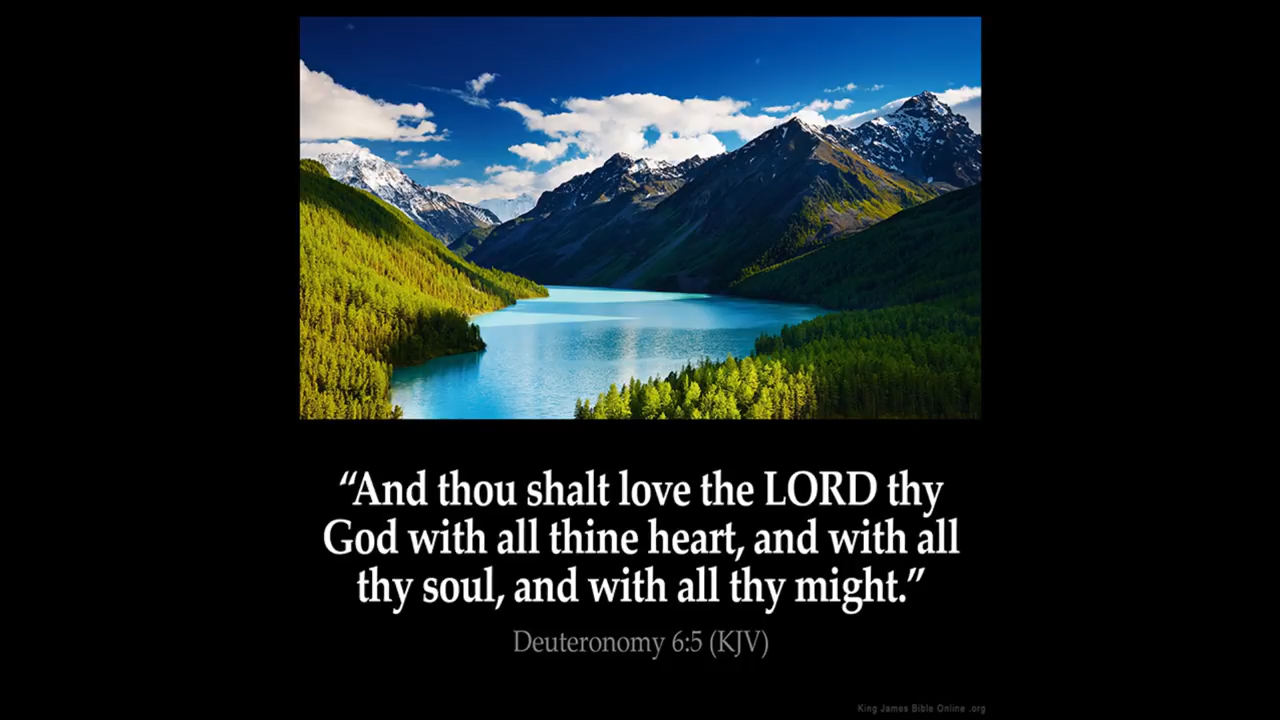 “And thou shalt love the LORD thy
God with all thine heart, and with all
thy soul, and with all thy might.”
Deuteronomy 6:5 (KJV)
King James Bible Online .org